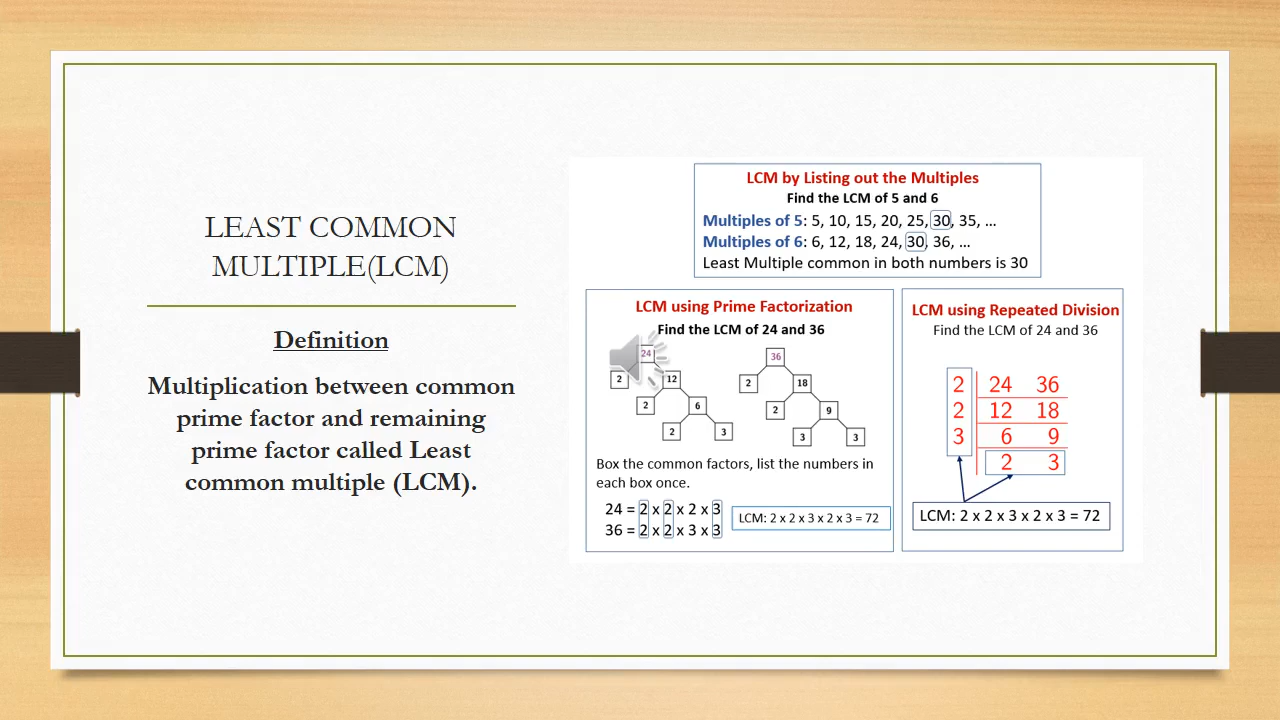 LEAST COMMON
MULTIPLE(LCM)
Definition
Multiplication between common
prime factor and remaining
prime factor called Least
common multiple (LCM).
LCM by Listing out the Multiples
Find the LCM of 5 and 6
Multiples of 5: 5, 10, 15, 20, 25, 30, 35, ...
Multiples of 6: 6, 12, 18, 24, 30, 36, ...
Least Multiple common in both numbers is 30
LCM using Prime Factorization
Find the LCM of 24 and 36
24
2 12
2 6
2 3
36
2 18
2 9
3 3
Box the common factors, list the numbers in
each box once.
24 = 2 x 2 x 2 x 3
36 = 2 x 2 x 3 x 3
LCM: 2 x 2 x 3 x 2 x 3 = 72
LCM using Repeated Division
Find the LCM of 24 and 36
2 24 36
2 12 18
3 6 9
2 3
LCM: 2 x 2 x 3 x 2 x 3 = 72